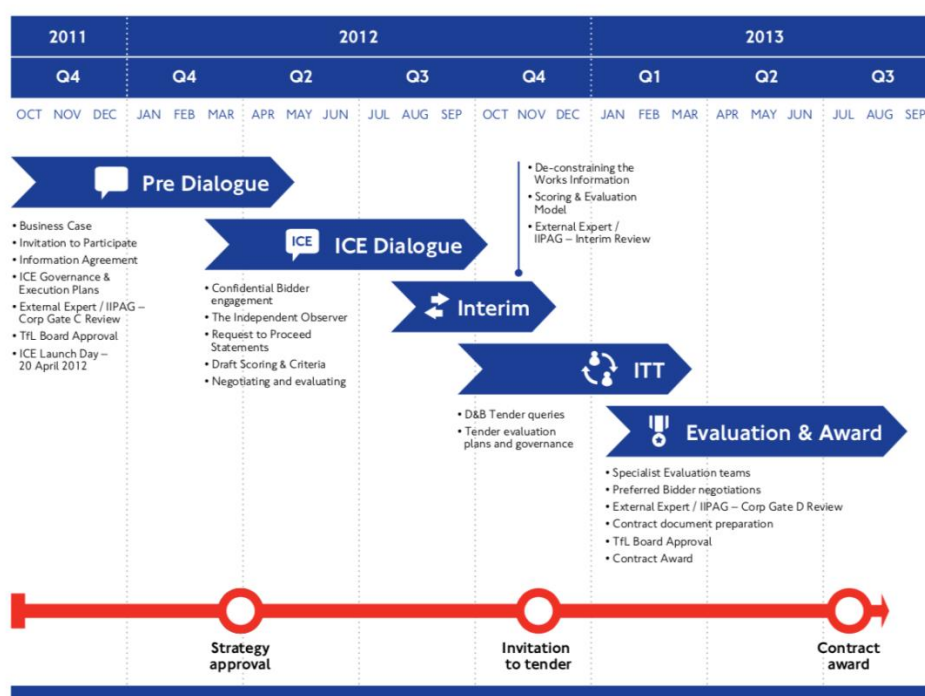 2011 2012 2013
Q4 Q4 Q2 Q3 Q4 Q1 Q2 Q3
OCT NOV DEC JAN FEB MAR APR MAY JUN JUL AUG SEP OCT NOV DEC JAN FEB MAR APR MAY JUN JUL AUG SEP
Pre Dialogue
• Business Case
• Invitation to Participate
• Information Agreement
• ICE Governance &
Execution Plans
• External Expert / IIPAG –
Corp Gate C Review
• TfL Board Approval
• ICE Launch Day –
20 April 2012
ICE
ICE Dialogue
• Confidential Bidder
engagement
• The Independent Observer
• Request to Proceed
Statements
• Draft Scoring & Criteria
• Negotiating and evaluating
• De-constraining the
Works Information
• Scoring & Evaluation
Model
• External Expert /
IIPAG – Interim Review
Interim
ITT
• D&B Tender queries
• Tender evaluation
plans and governance
Evaluation & Award
• Specialist Evaluation teams
• Preferred Bidder negotiations
• External Expert / IIPAG – Corp Gate D Review
• Contract document preparation
• TfL Board Approval
• Contract Award
Strategy
approval
Invitation
to tender
Contract
award